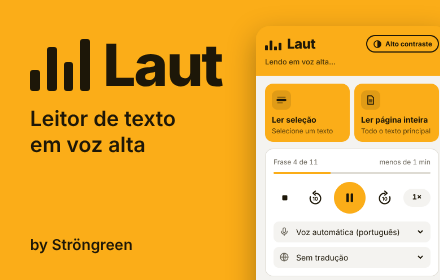 Laut
Leitor de texto
em voz alta
by Ströngreen
Laut
Alto contraste
Lendo em voz alta...
Ler seleção
Selecione um texto
Ler página inteira
Todo o texto principal
Frase 4 de 11
menos de 1 min
10
10
1×
Voz automática (português)
Sem tradução